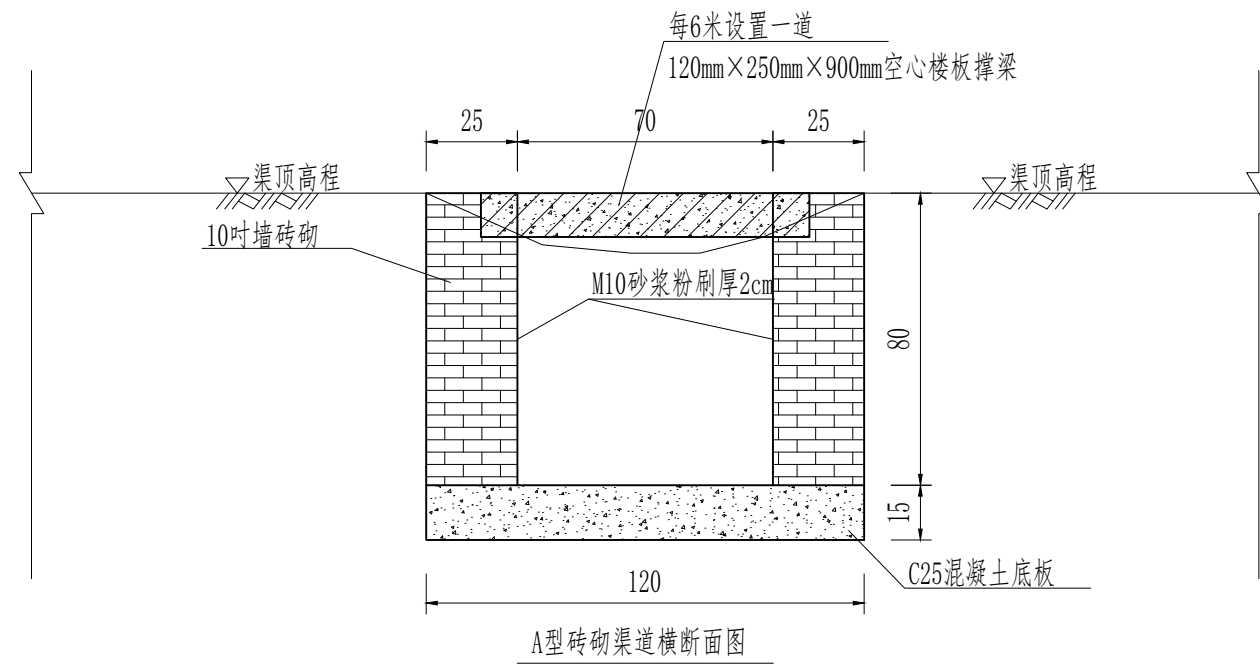 每6米设置一道
120mm×250mm×900mm空心楼板撑梁
25
70
25
渠顶高程
渠顶高程
10吋墙砖砌
M10砂浆粉刷厚2cm
80
15
C25混凝土底板
120
A型砖砌渠道横断面图